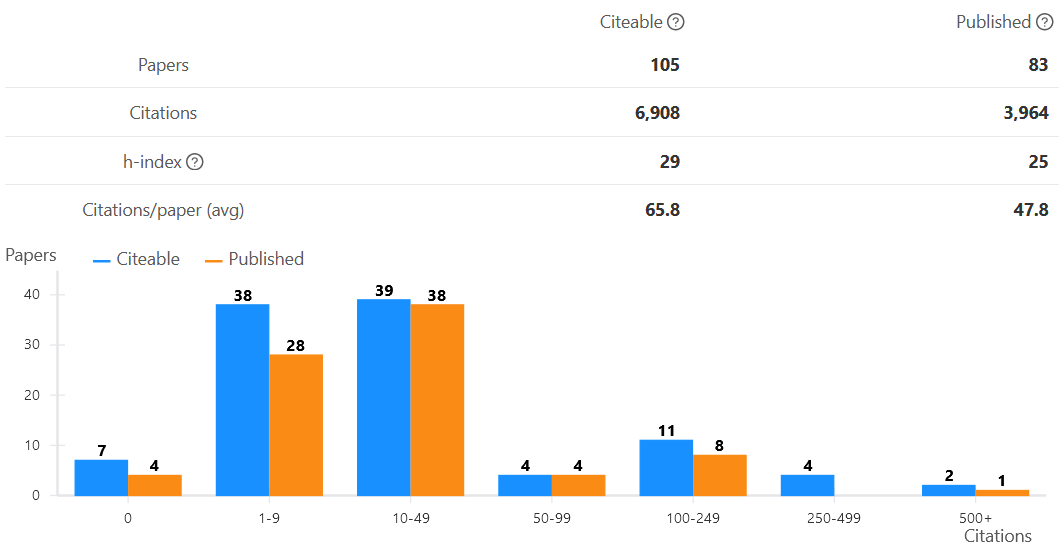 Citeable ? Published ?
Papers 105 83
Citations 6,908 3,964
h-index ? 29 25
Citations/paper (avg) 65.8 47.8
Papers Citeable Published
40
30
20
10
0
7 4 38 28 39 38 4 4 11 8 4 2 1
0 1-9 10-49 50-99 100-249 250-499 500+
Citations